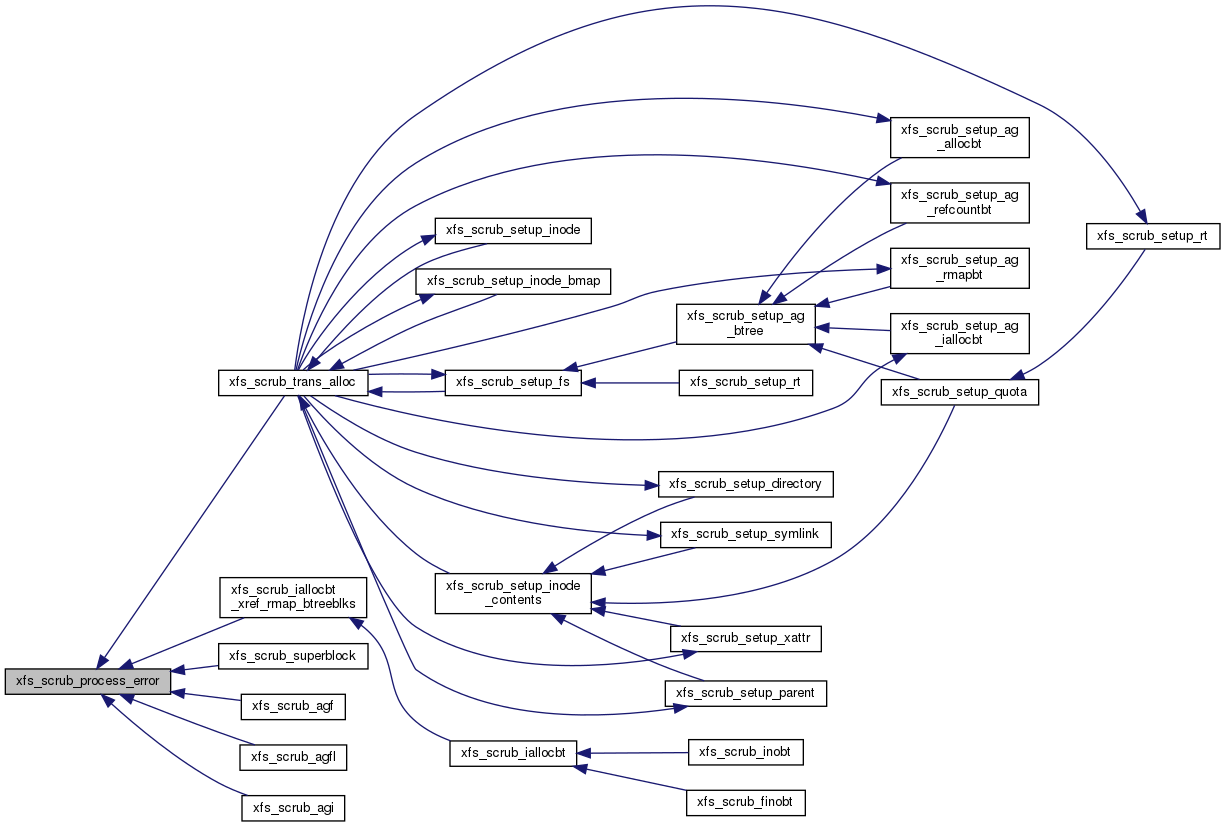 xfs_scrub_setup_ag
_allocbt
xfs_scrub_setup_ag
_refcountbt
xfs_scrub_setup_inode
xfs_scrub_setup_rt
xfs_scrub_setup_ag
_rmapbt
xfs_scrub_setup_inode_bmap
xfs_scrub_setup_ag
_btree
xfs_scrub_setup_ag
_iallocbt
xfs_scrub_trans_alloc
xfs_scrub_setup_fs
xfs_scrub_setup_rt
xfs_scrub_setup_quota
xfs_scrub_setup_directory
xfs_scrub_setup_symlink
xfs_scrub_setup_inode
_contents
xfs_scrub_iallocbt
_xref_rmap_btreeblks
xfs_scrub_setup_xattr
xfs_scrub_superblock
xfs_scrub_process_error
xfs_scrub_setup_parent
xfs_scrub_agf
xfs_scrub_agfl
xfs_scrub_iallocbt
xfs_scrub_inobt
xfs_scrub_finobt
xfs_scrub_agi